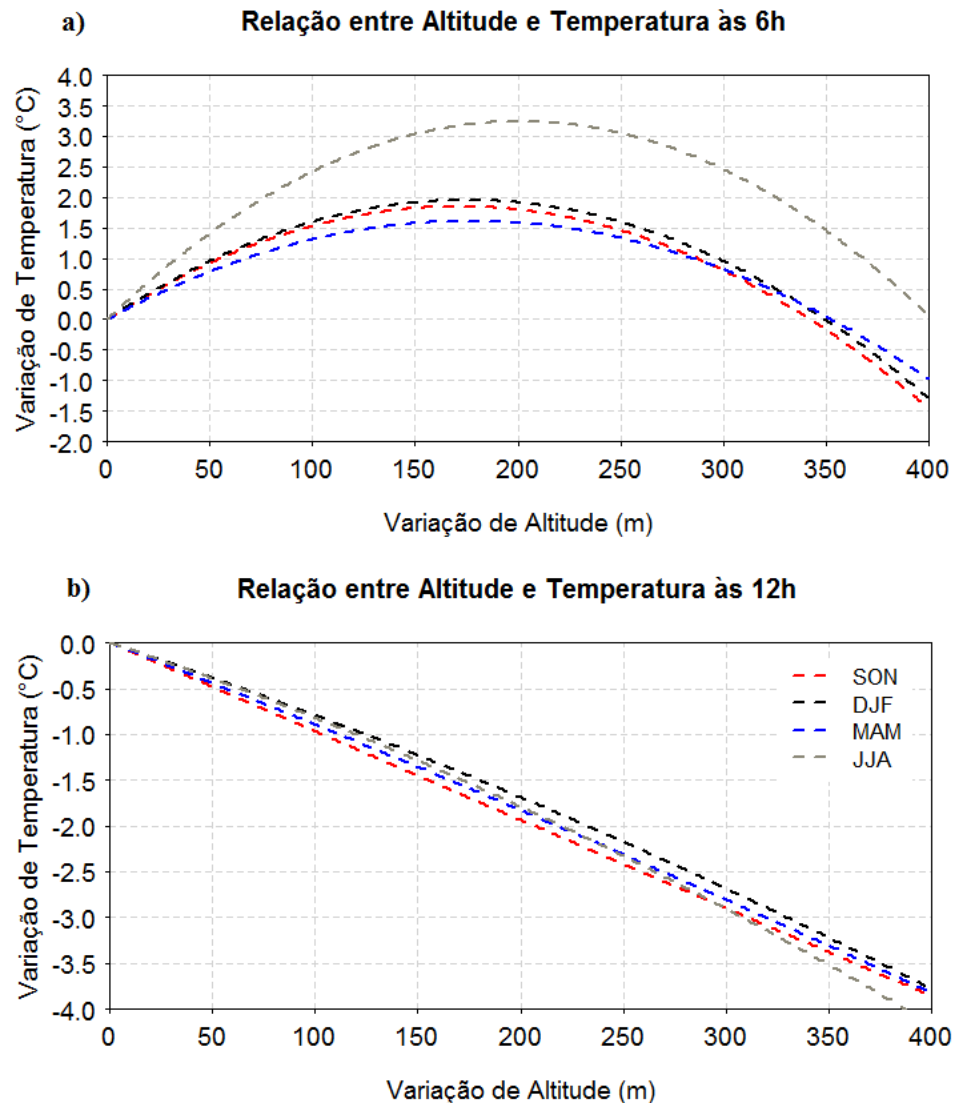 a) Relação entre Altitude e Temperatura às 6h
Variação de Temperatura (°C)
4.0
3.5
3.0
2.5
2.0
1.5
1.0
0.5
0.0
-0.5
-1.0
-1.5
-2.0
0 50 100 150 200 250 300 350 400
Variação de Altitude (m)
b) Relação entre Altitude e Temperatura às 12h
Variação de Temperatura (°C)
0.0
-0.5
-1.0
-1.5
-2.0
-2.5
-3.0
-3.5
-4.0
SON
DJF
MAM
JJA
0 50 100 150 200 250 300 350 400
Variação de Altitude (m)